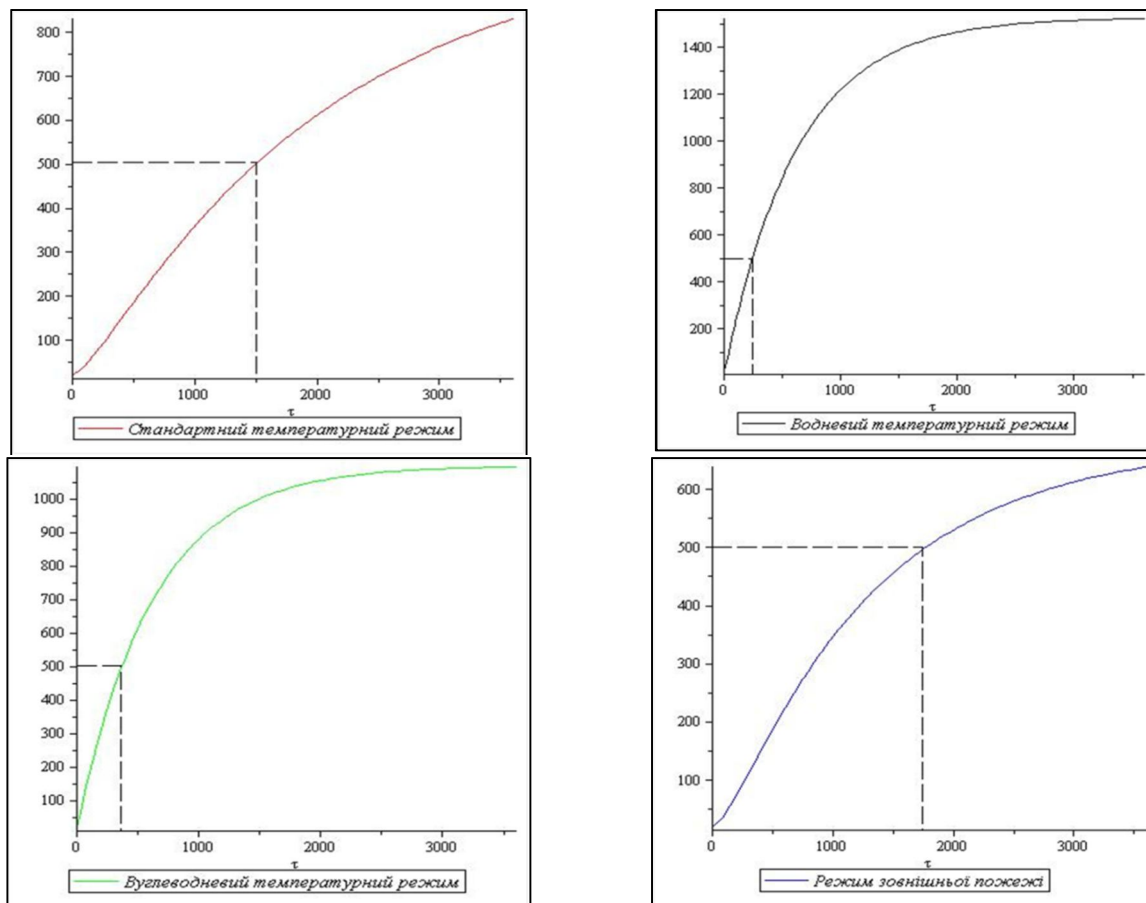 800
700
600
500
400
300
200
100
0 1000 2000 3000
τ
Стандартний температурний режим
1400
1200
1000
800
600
400
200
0 1000 2000 3000
τ
Водневий температурний режим
1000
900
800
700
600
500
400
300
200
100
0 1000 2000 3000
τ
Вуглеводневий температурний режим
600
500
400
300
200
100
0 1000 2000 3000
τ
Режим зовнішньої пожежі